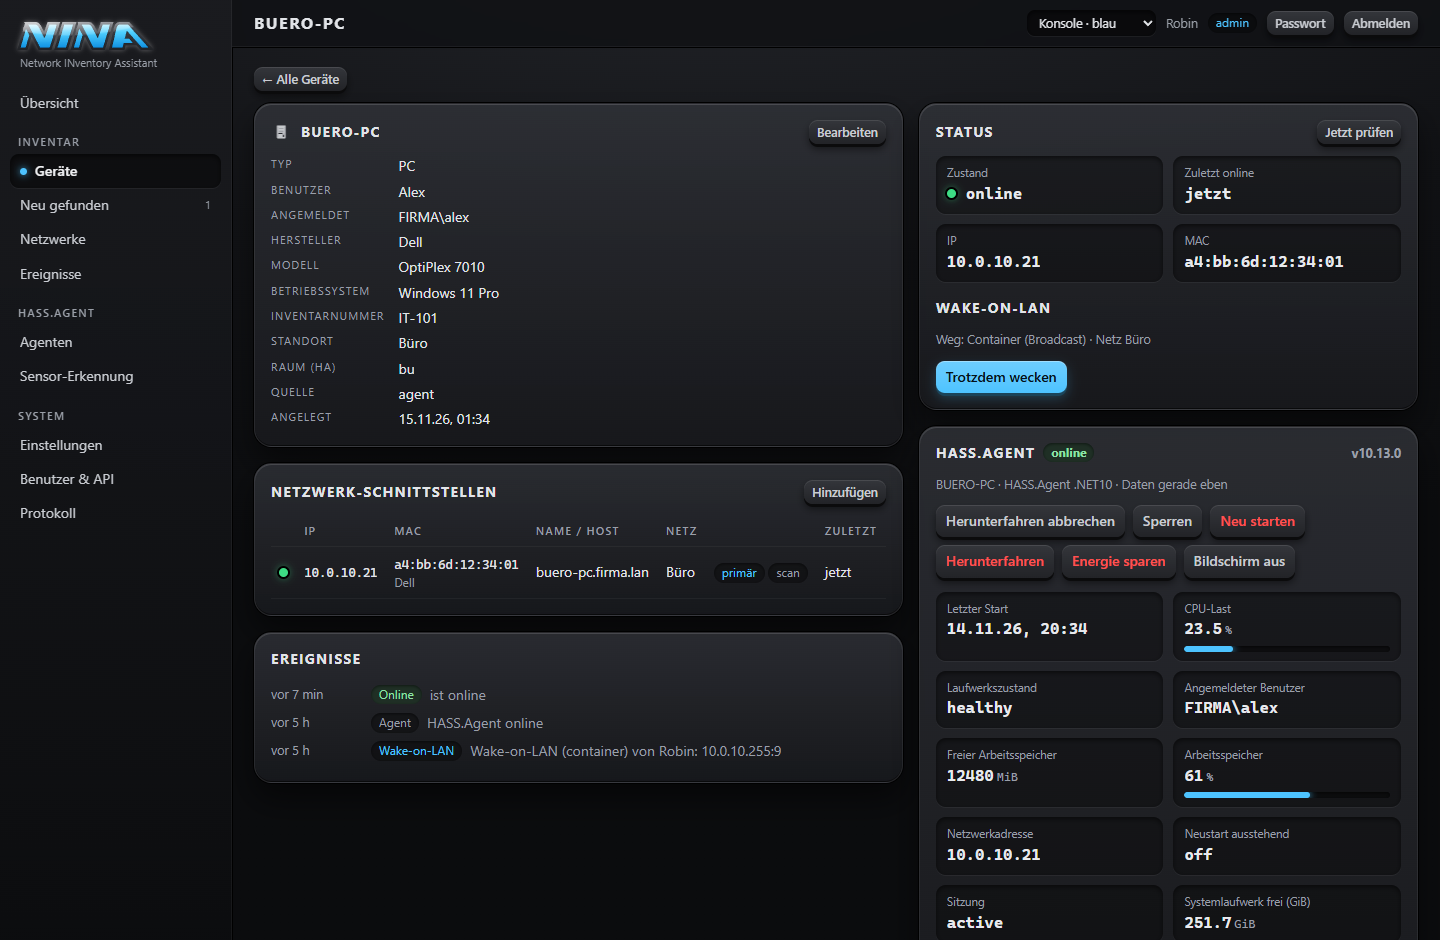 NINA
Network INventory Assistant
Übersicht
INVENTAR
Geräte
Neu gefunden 1
Netzwerke
Ereignisse
HASS.AGENT
Agenten
Sensor-Erkennung
SYSTEM
Einstellungen
Benutzer & API
Protokoll
BUERO-PC
Konsole · blau Robin admin Passwort Abmelden
← Alle Geräte
BUERO-PC Bearbeiten
TYP PC
BENUTZER Alex
ANGEMELDET FIRMA\alex
HERSTELLER Dell
MODELL OptiPlex 7010
BETRIEBSSYSTEM Windows 11 Pro
INVENTARNUMMER IT-101
STANDORT Büro
RAUM (HA) bu
QUELLE agent
ANGELEGT 15.11.26, 01:34
NETZWERK-SCHNITTSTELLEN Hinzufügen
IP MAC NAME / HOST NETZ ZULETZT
10.0.10.21 a4:bb:6d:12:34:01 buero-pc.firma.lan Büro primär scan jetzt
Dell
EREIGNISSE
vor 7 min Online ist online
vor 5 h Agent HASS.Agent online
vor 5 h Wake-on-LAN Wake-on-LAN (container) von Robin: 10.0.10.255:9
STATUS Jetzt prüfen
Zustand Zuletzt online
online jetzt
IP MAC
10.0.10.21 a4:bb:6d:12:34:01
WAKE-ON-LAN
Weg: Container (Broadcast) · Netz Büro
Trotzdem wecken
HASS.AGENT online v10.13.0
BUERO-PC · HASS.Agent .NET10 · Daten gerade eben
Herunterfahren abbrechen Sperren Neu starten
Herunterfahren Energie sparen Bildschirm aus
Letzter Start CPU-Last
14.11.26, 20:34 23.5 %
Laufwerkszustand Angemeldeter Benutzer
healthy FIRMA\alex
Freier Arbeitsspeicher Arbeitsspeicher
12480 MiB 61 %
Netzwerkadresse Neustart ausstehend
10.0.10.21 off
Sitzung Systemlaufwerk frei (GiB)
active 251.7 GiB